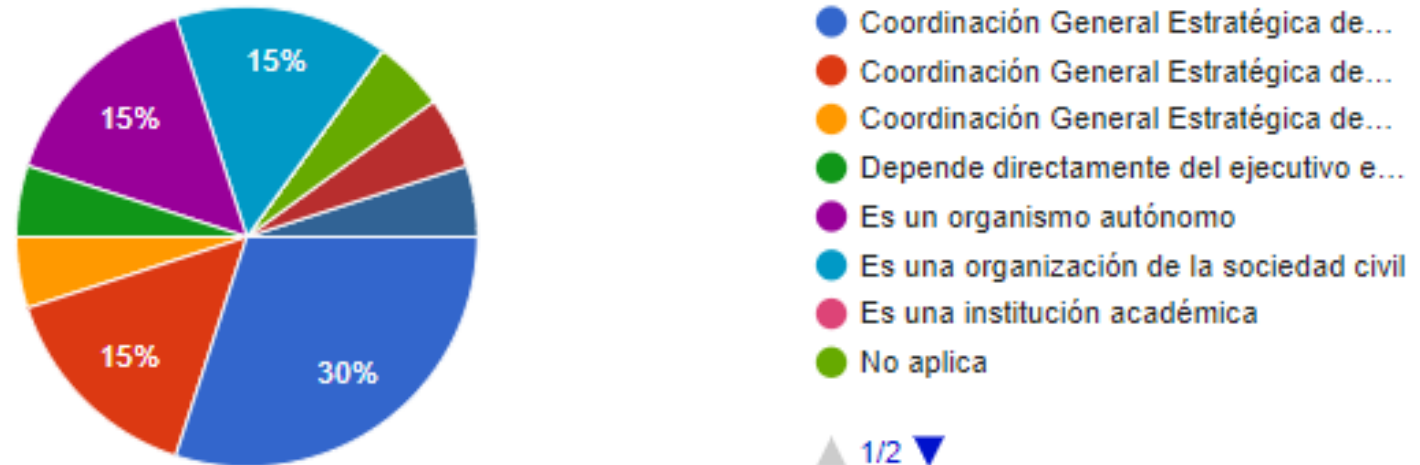 15%
15%
15%
30%
Coordinación General Estratégica de...
Coordinación General Estratégica de...
Coordinación General Estratégica de...
Depende directamente del ejecutivo e...
Es un organismo autónomo
Es una organización de la sociedad civil
Es una institución académica
No aplica
1/2